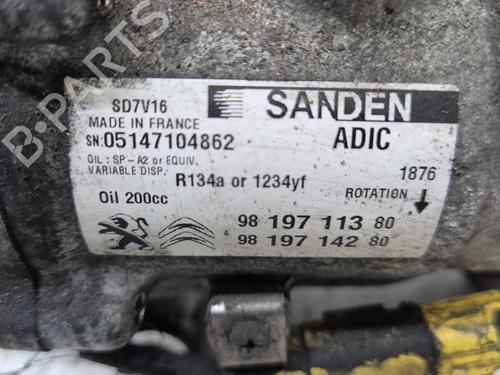 B-PARTS
SD7V16
SANDEN
MADE IN FRANCE
SN:05147104862
ADIC
OIL : SP-A2 or EQUIV.
VARIABLE DISP.
R134a or 1234yf
1876
ROTATION
Oil 200cc
98 197 113 80
98 197 142 80